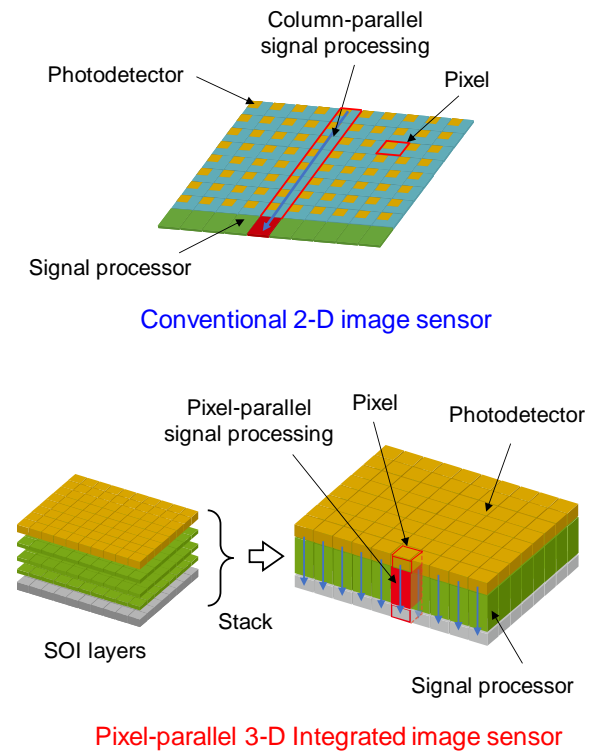 Column-parallel
signal processing
Photodetector
Pixel
Signal processor
Conventional 2-D image sensor
Pixel-parallel
signal processing
Pixel
Photodetector
Stack
SOI layers
Signal processor
Pixel-parallel 3-D Integrated image sensor